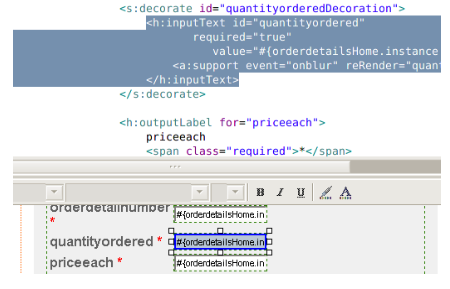 <s:decorate id="quantityorderedDecoration">
<h:inputText id="quantityordered"
required="true"
value="#{orderdetailsHome.instance.
<a:support event="onblur" reRender="quant
</h:inputText>
</s:decorate>
<h:outputLabel for="priceeach">
priceeach
<span class="required">*</span>
B I U A
orderdetailnumber
* #{orderdetailsHome.in
quantityordered * #{orderdetailsHome.in
priceeach * #{orderdetailsHome.in